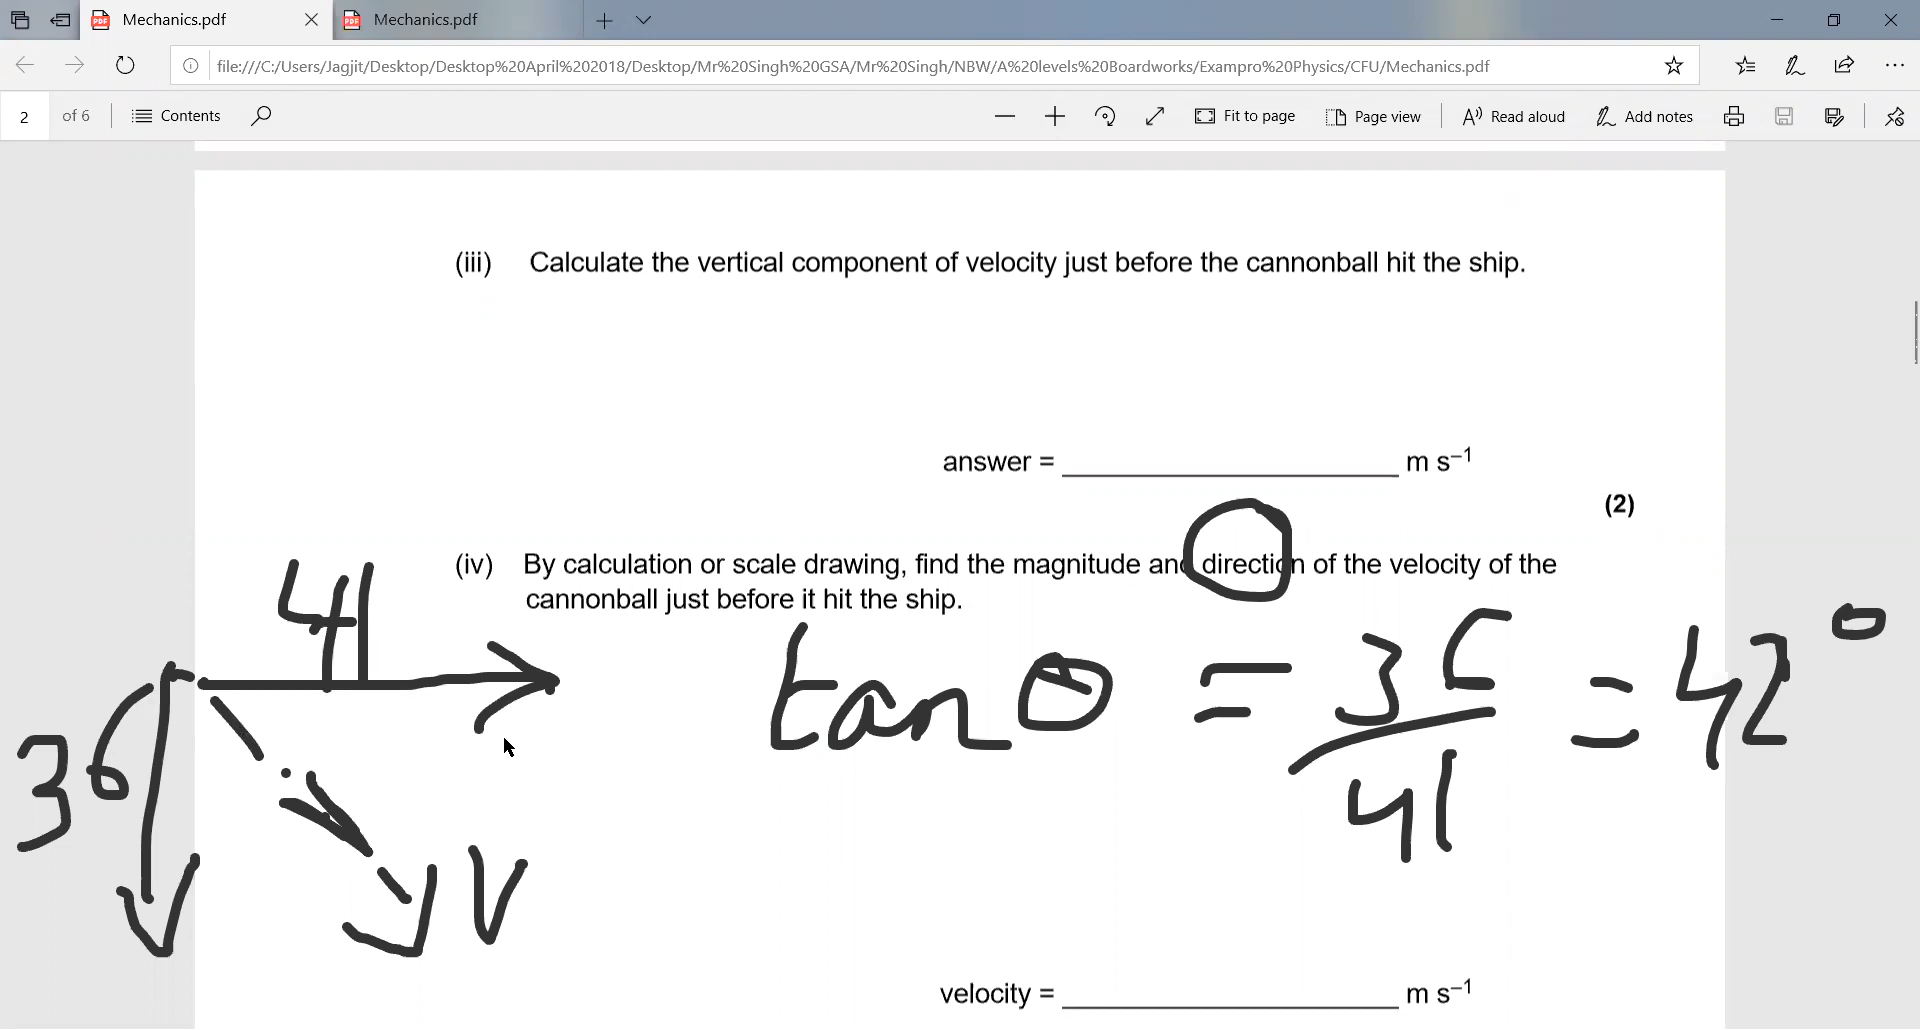 Mechanics.pdf
Mechanics.pdf
file:///C:/Users/Jagjit/Desktop/Desktop%20April%202018/Desktop/Mr%20Singh%20GSA/Mr%20Singh/NBW/A%20levels%20Boardworks/Exampro%20Physics/CFU/Mechanics.pdf
2 of 6 Contents Fit to page Page view Read aloud Add notes
(iii) Calculate the vertical component of velocity just before the cannonball hit the ship.
answer = ____________________ m s⁻¹
(2)
(iv) By calculation or scale drawing, find the magnitude and direction of the velocity of the
cannonball just before it hit the ship.
41
36
V
tan θ = 36/41 = 42°
velocity = ____________________ m s⁻¹